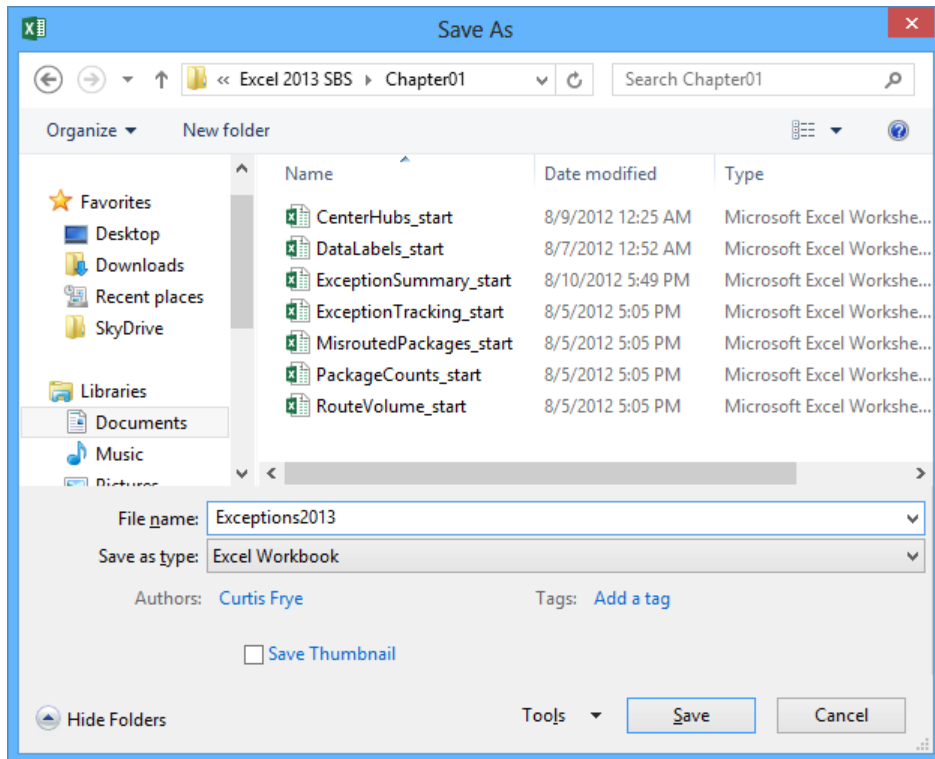 Save As
« Excel 2013 SBS Chapter01 Search Chapter01
Organize New folder
Name Date modified Type
Favorites
Desktop
Downloads
Recent places
SkyDrive
Libraries
Documents
Music
Pictures
CenterHubs_start 8/9/2012 12:25 AM Microsoft Excel Workshe...
DataLabels_start 8/7/2012 12:52 AM Microsoft Excel Workshe...
ExceptionSummary_start 8/10/2012 5:49 PM Microsoft Excel Workshe...
ExceptionTracking_start 8/5/2012 5:05 PM Microsoft Excel Workshe...
MisroutedPackages_start 8/5/2012 5:05 PM Microsoft Excel Workshe...
PackageCounts_start 8/5/2012 5:05 PM Microsoft Excel Workshe...
RouteVolume_start 8/5/2012 5:05 PM Microsoft Excel Workshe...
File name: Exceptions2013
Save as type: Excel Workbook
Authors: Curtis Frye Tags: Add a tag
Save Thumbnail
Hide Folders Tools Save Cancel